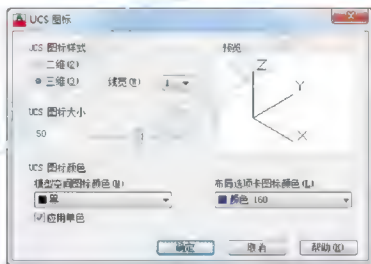 UCS 图标
UCS 图标样式
二维(2)
三维(3)
线宽(W)
1
预览
Z
Y
X
UCS 图标大小
50
UCS 图标颜色
模型空间图标颜色(M)
黑
应用单色
布局选项卡图标颜色(L)
颜色 160
确定
取消
帮助(H)